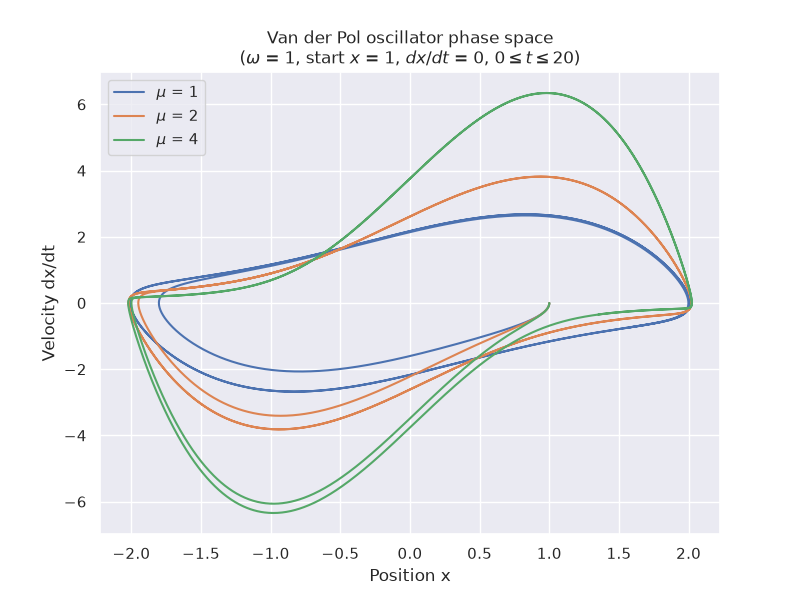 Van der Pol oscillator phase space
(ω = 1, start x = 1, dx/dt = 0, 0 ≤ t ≤ 20)
μ = 1
μ = 2
μ = 4
6
4
2
0
−2
−4
−6
Velocity dx/dt
−2.0 −1.5 −1.0 −0.5 0.0 0.5 1.0 1.5 2.0
Position x